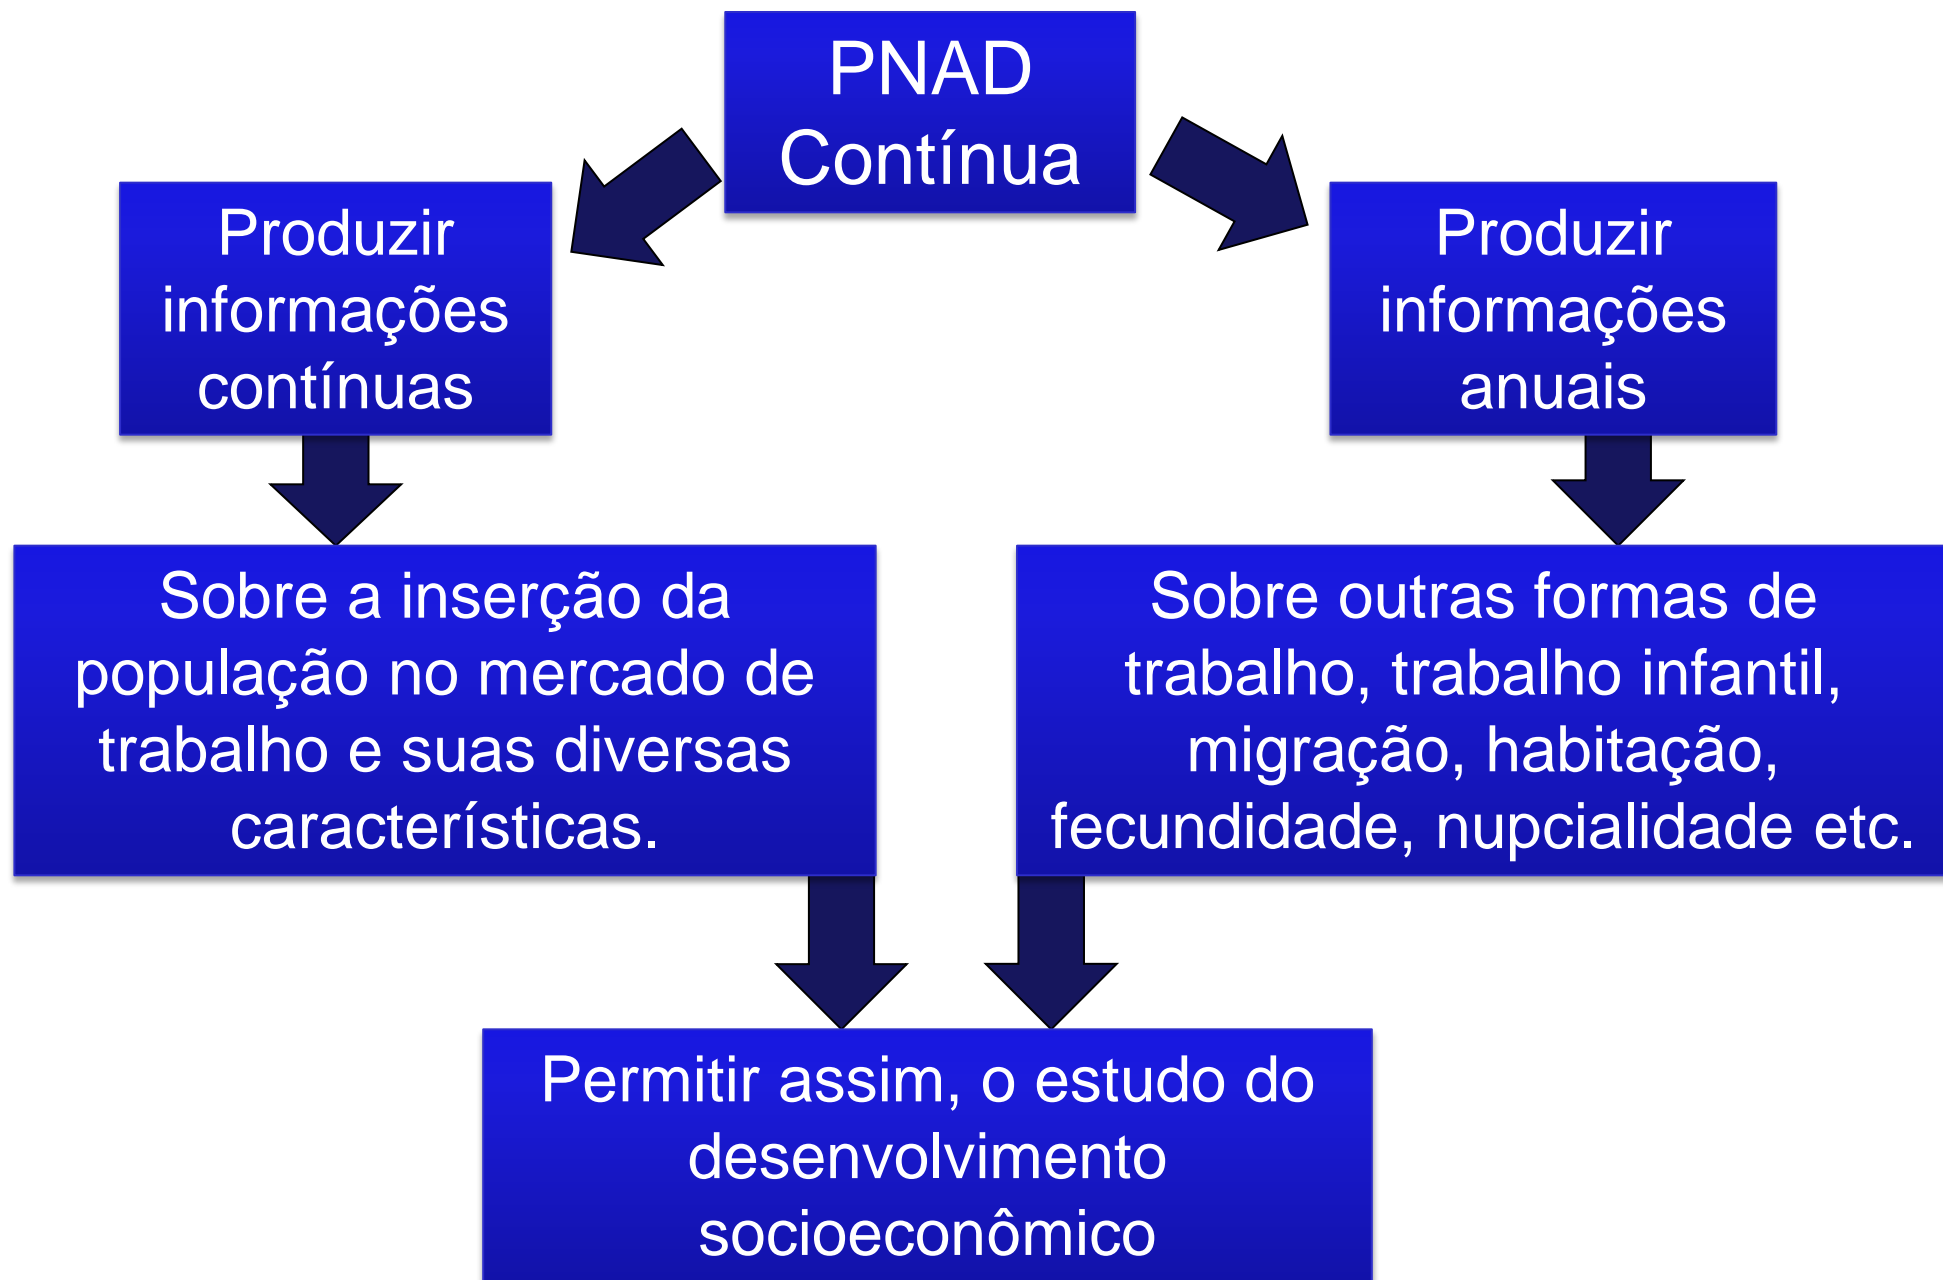 PNAD
Contínua
Produzir
informações
contínuas
Produzir
informações
anuais
Sobre a inserção da
população no mercado de
trabalho e suas diversas
características.
Sobre outras formas de
trabalho, trabalho infantil,
migração, habitação,
fecundidade, nupcialidade etc.
Permitir assim, o estudo do
desenvolvimento
socioeconômico